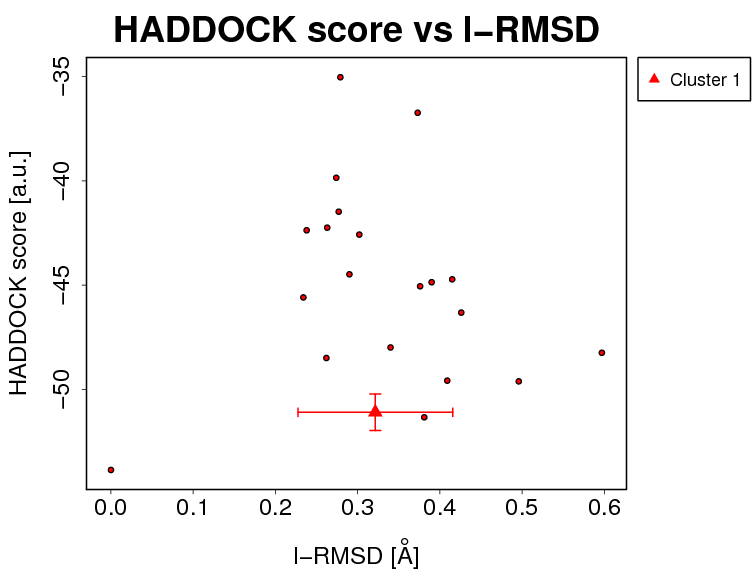 HADDOCK score vs l−RMSD
Cluster 1
HADDOCK score [a.u.]
−35
−40
−45
−50
0.0 0.1 0.2 0.3 0.4 0.5 0.6
l−RMSD [Å]